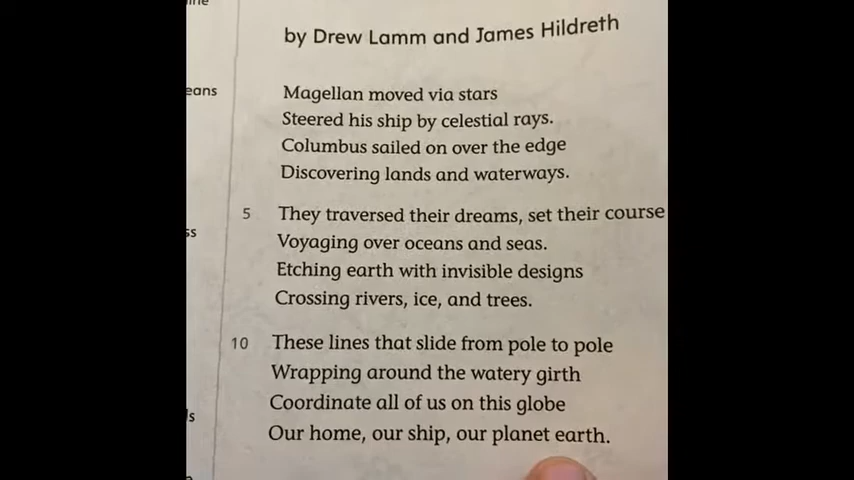 by Drew Lamm and James Hildreth
eans
Magellan moved via stars
Steered his ship by celestial rays.
Columbus sailed on over the edge
Discovering lands and waterways.
5 They traversed their dreams, set their course
ss
Voyaging over oceans and seas.
Etching earth with invisible designs
Crossing rivers, ice, and trees.
10 These lines that slide from pole to pole
Wrapping around the watery girth
Coordinate all of us on this globe
Our home, our ship, our planet earth.